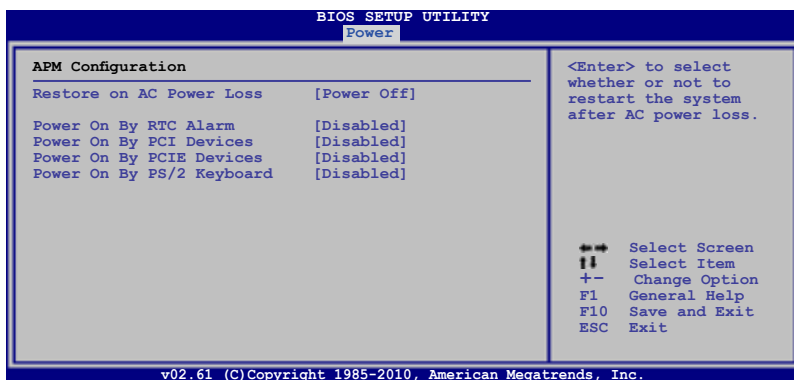 BIOS SETUP UTILITY
Power
APM Configuration
Restore on AC Power Loss [Power Off]
Power On By RTC Alarm [Disabled]
Power On By PCI Devices [Disabled]
Power On By PCIE Devices [Disabled]
Power On By PS/2 Keyboard [Disabled]
<Enter> to select
whether or not to
restart the system
after AC power loss.
←→ Select Screen
↑↓ Select Item
+- Change Option
F1 General Help
F10 Save and Exit
ESC Exit
v02.61 (C)Copyright 1985-2010, American Megatrends, Inc.